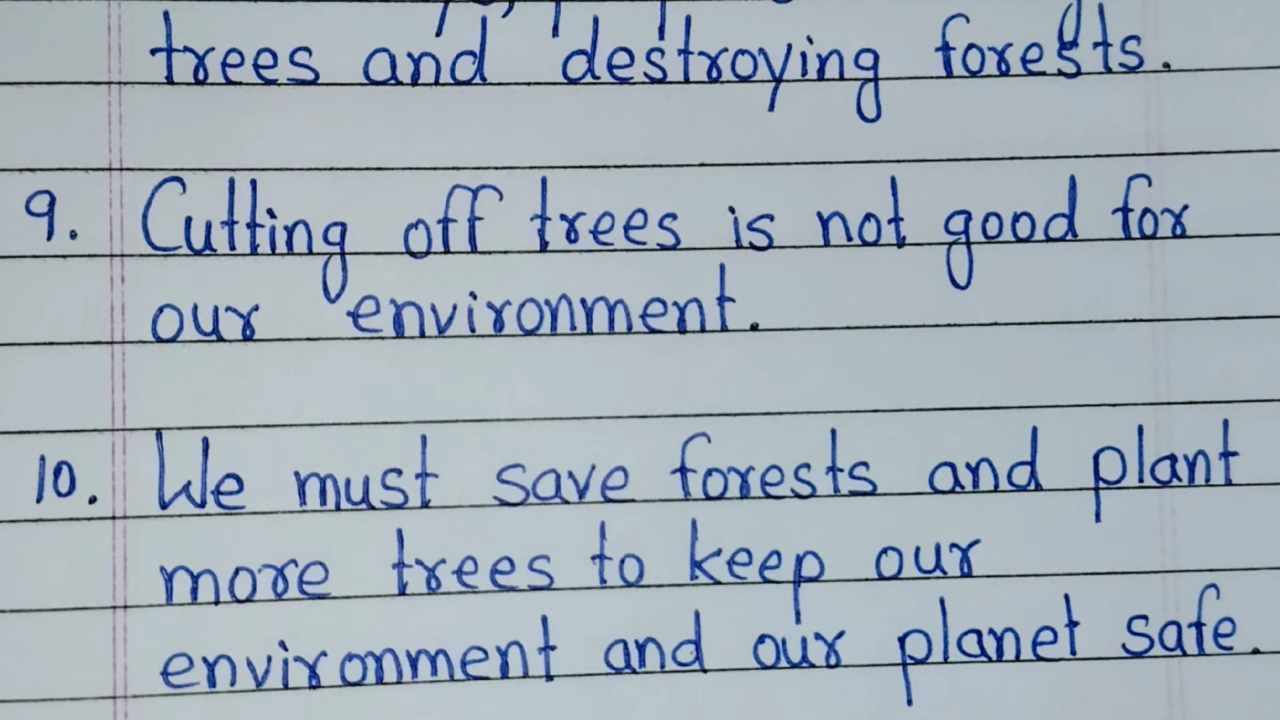 trees and destroying forests.
9. Cutting off trees is not good for
our environment.
10. We must save forests and plant
more trees to keep our
environment and our planet safe.